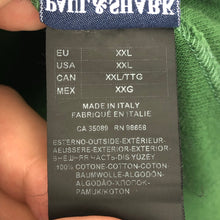 PAUL&SHARK
EU XXL
USA XXL
CAN XXL/TTG
MEX XXG
MADE IN ITALY
FABRIQUÉ EN ITALIE
CA 35089 RN 98658
ESTERNO-OUTSIDE-EXTÉRIEUR-
AEUSSERE-EXTERIOR-EXTERIOR-
ВНЕШНЯЯ ЧАСТЬ-DIŞ YÜZEY
100% COTONE-COTTON-COTON-
BAUMWOLLE-ALGODÓN-
ALGODÃO-ХЛОПОК-
PAMUK/KOTON